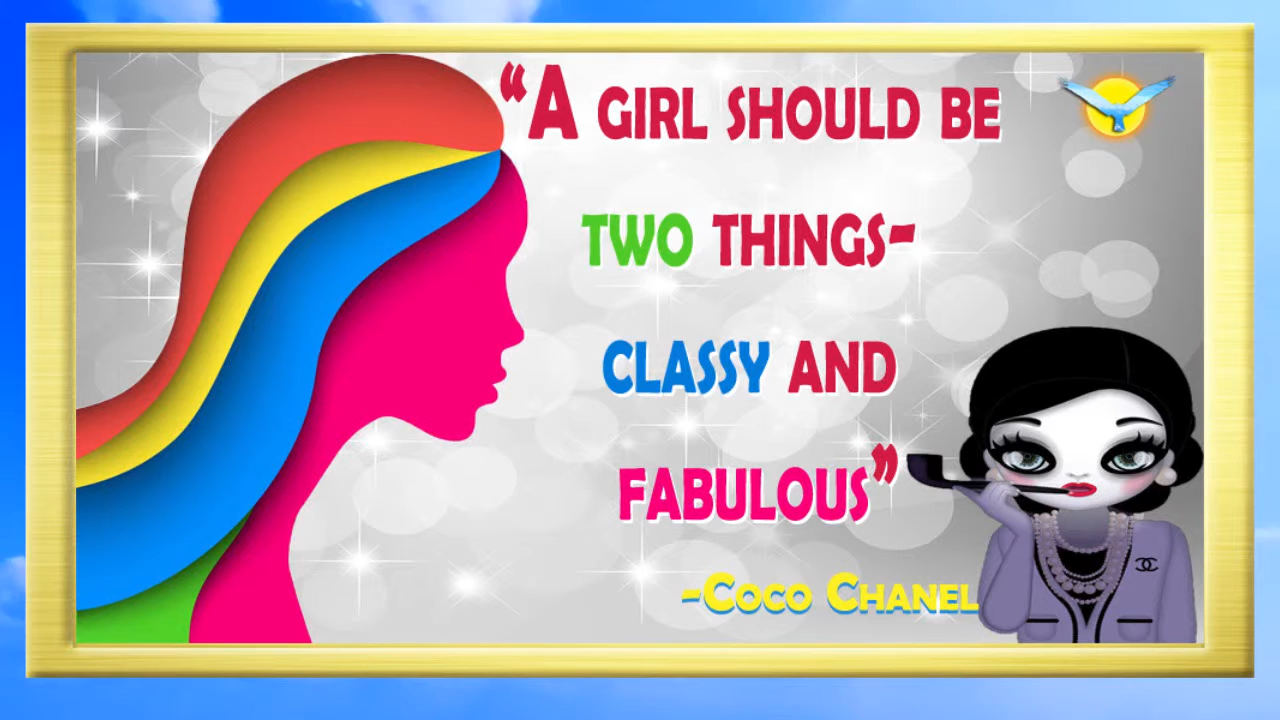 “A GIRL SHOULD BE
TWO THINGS-
CLASSY AND
FABULOUS”
-COCO CHANEL